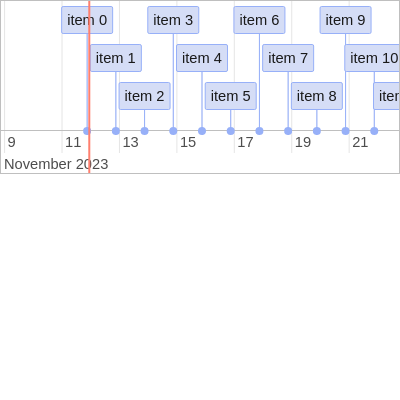 item 0 item 3 item 6 item 9
item 1 item 4 item 7 item 10
item 2 item 5 item 8
9 11 13 15 17 19 21
November 2023